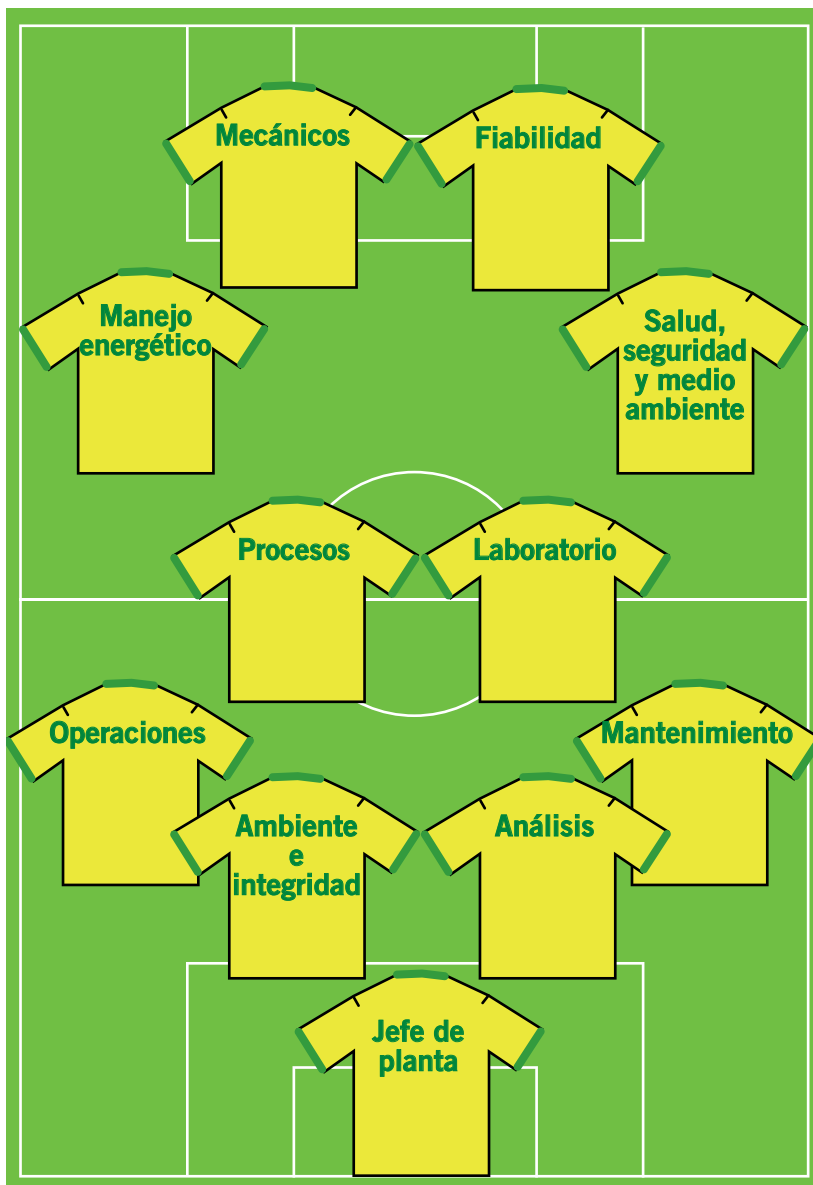 Mecánicos
Fiabilidad
Manejo
energético
Salud,
seguridad
y medio
ambiente
Procesos
Laboratorio
Operaciones
Mantenimiento
Ambiente
e
integridad
Análisis
Jefe de
planta